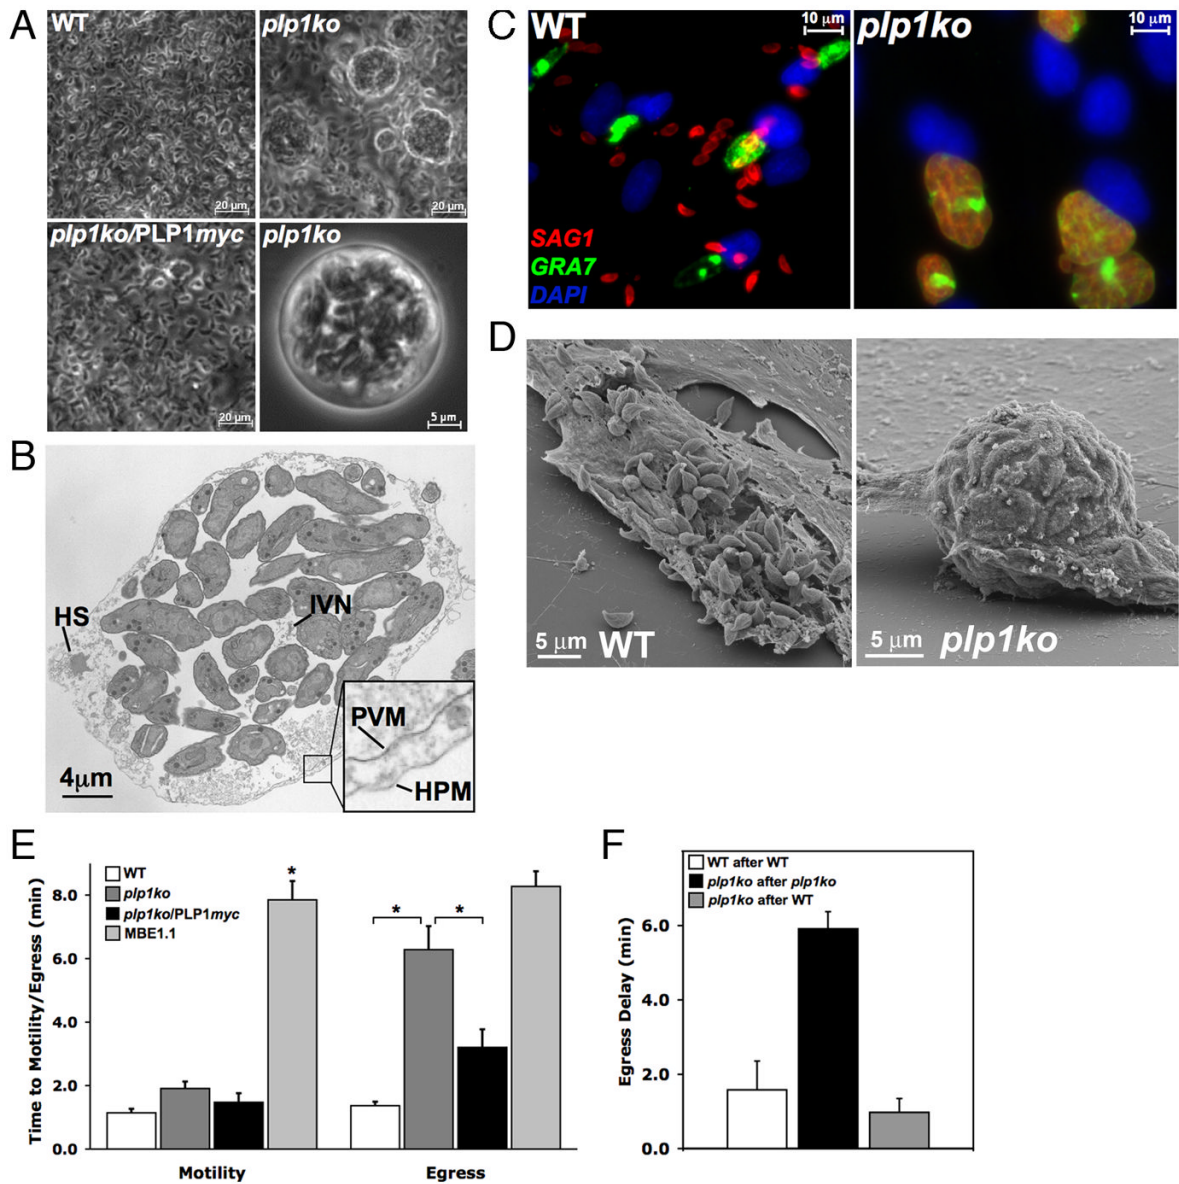 A
WT
plp1ko
20 µm
20 µm
plp1ko/PLP1myc
plp1ko
20 µm
5 µm
B
HS
IVN
PVM
HPM
4µm
C
WT
10 µm
plp1ko
10 µm
SAG1
GRA7
DAPI
D
5 µm
WT
5 µm
plp1ko
E
Time to Motility/Egress (min)
8.0
6.0
4.0
2.0
0.0
WT
plp1ko
plp1ko/PLP1myc
MBE1.1
*
* *
Motility Egress
F
Egress Delay (min)
6.0
4.0
2.0
0.0
WT after WT
plp1ko after plp1ko
plp1ko after WT